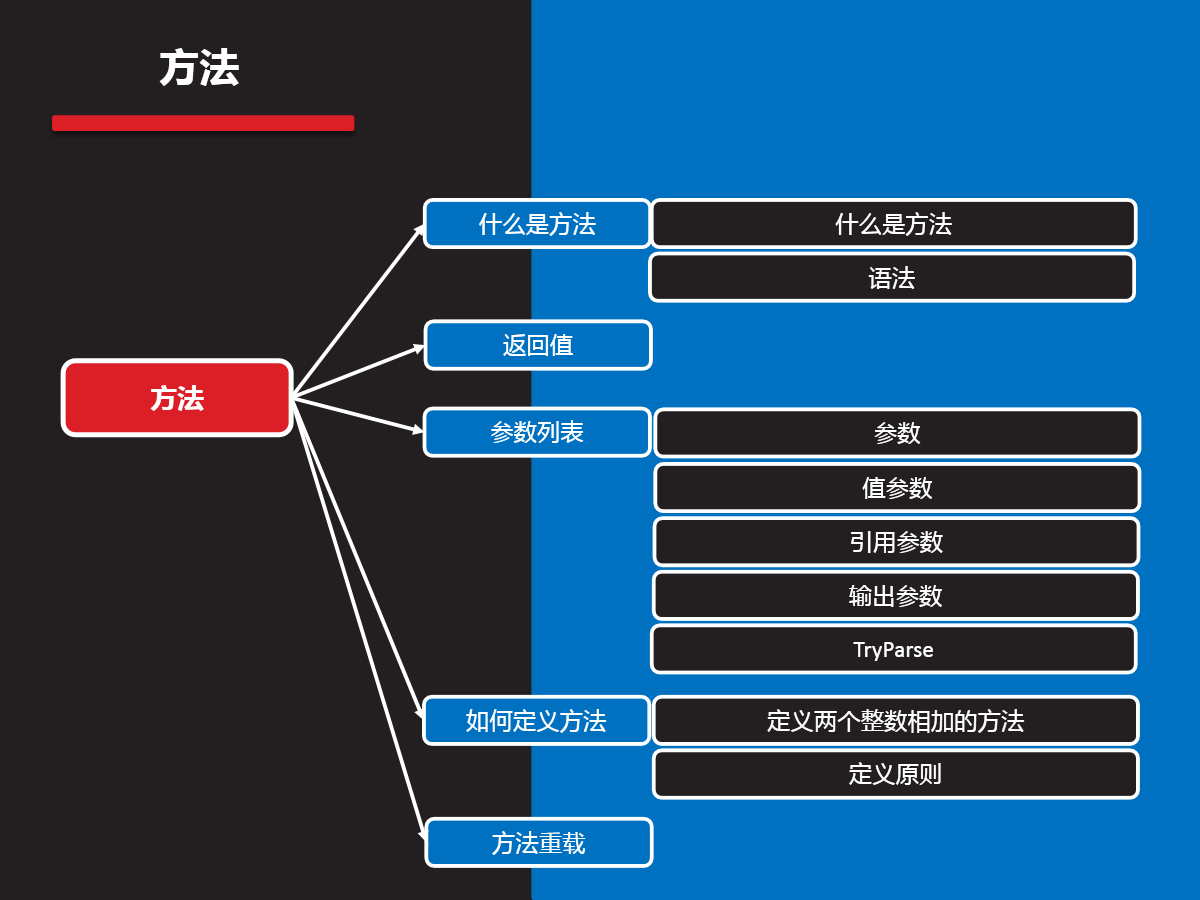 方法
什么是方法
什么是方法
语法
返回值
方法
参数列表
参数
值参数
引用参数
输出参数
TryParse
如何定义方法
定义两个整数相加的方法
定义原则
方法重载